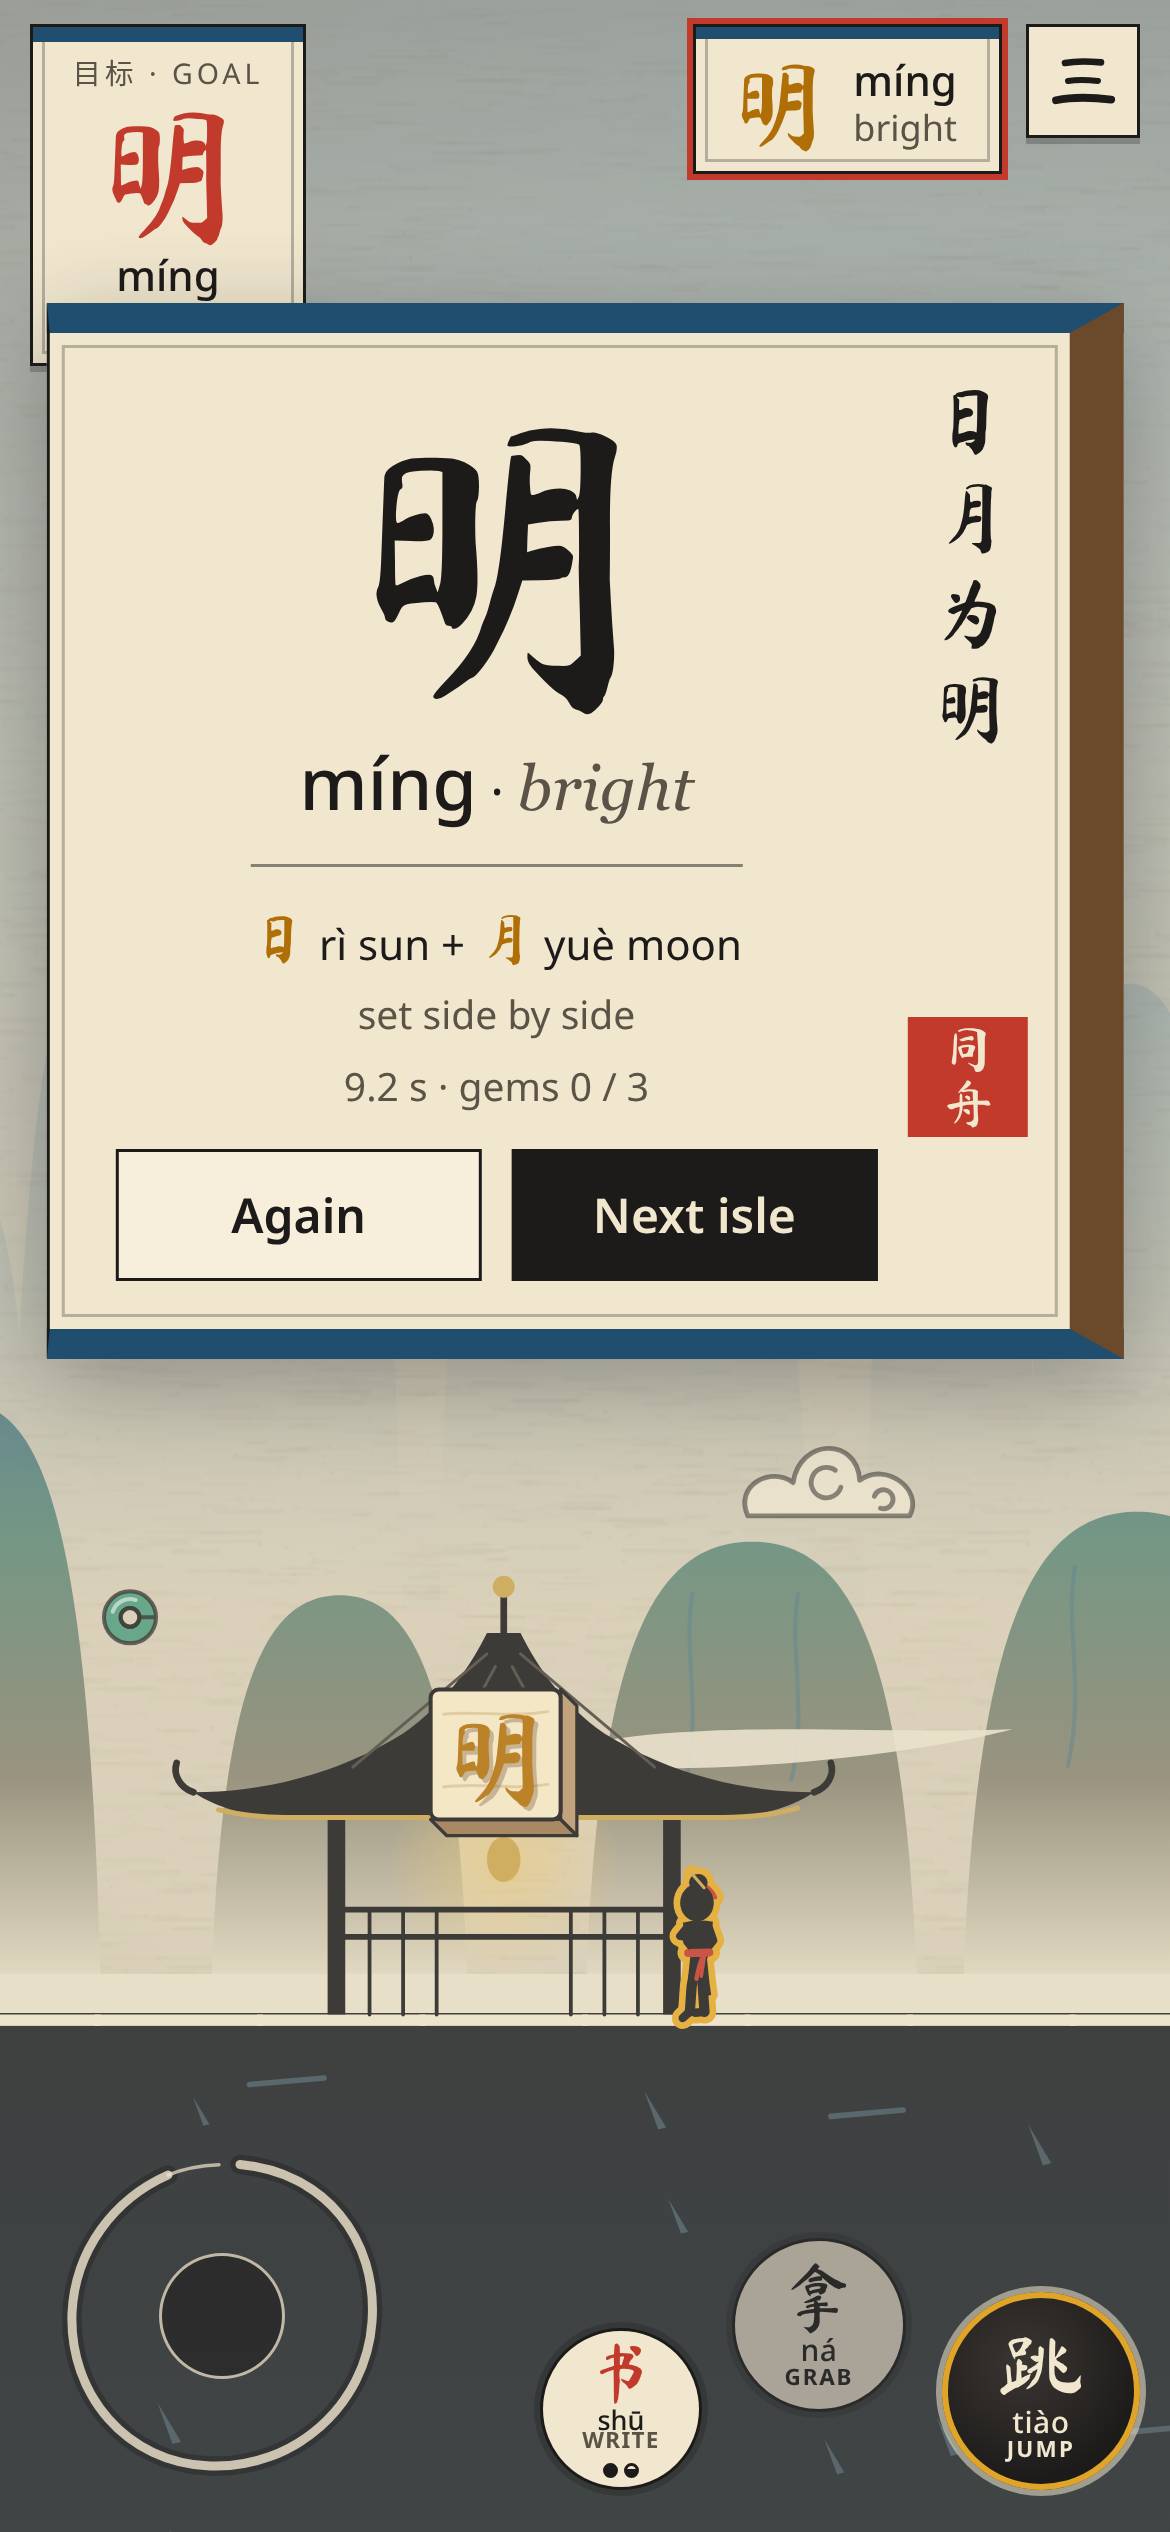 目标 · GOAL
明
míng
明
míng
bright
三
明
日月为明
míng · bright
日 rì sun + 月 yuè moon
set side by side
9.2 s · gems 0 / 3
同舟
Again
Next isle
明
书
shū
WRITE
拿
ná
GRAB
跳
tiào
JUMP